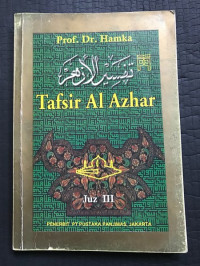 Prof. Dr. Hamka
تفسير الأزهر
Tafsir Al Azhar
Juz III
PENERBIT PT PUSTAKA PANJIMAS JAKARTA